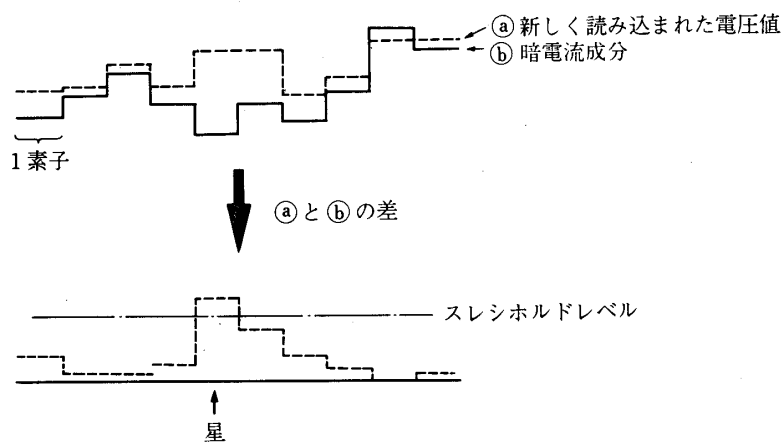 ⓐ新しく読み込まれた電圧値
ⓑ暗電流成分
1素子
ⓐとⓑの差
スレシホルドレベル
星